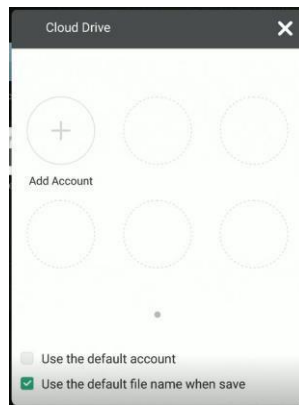 Cloud Drive
Add Account
Use the default account
Use the default file name when save